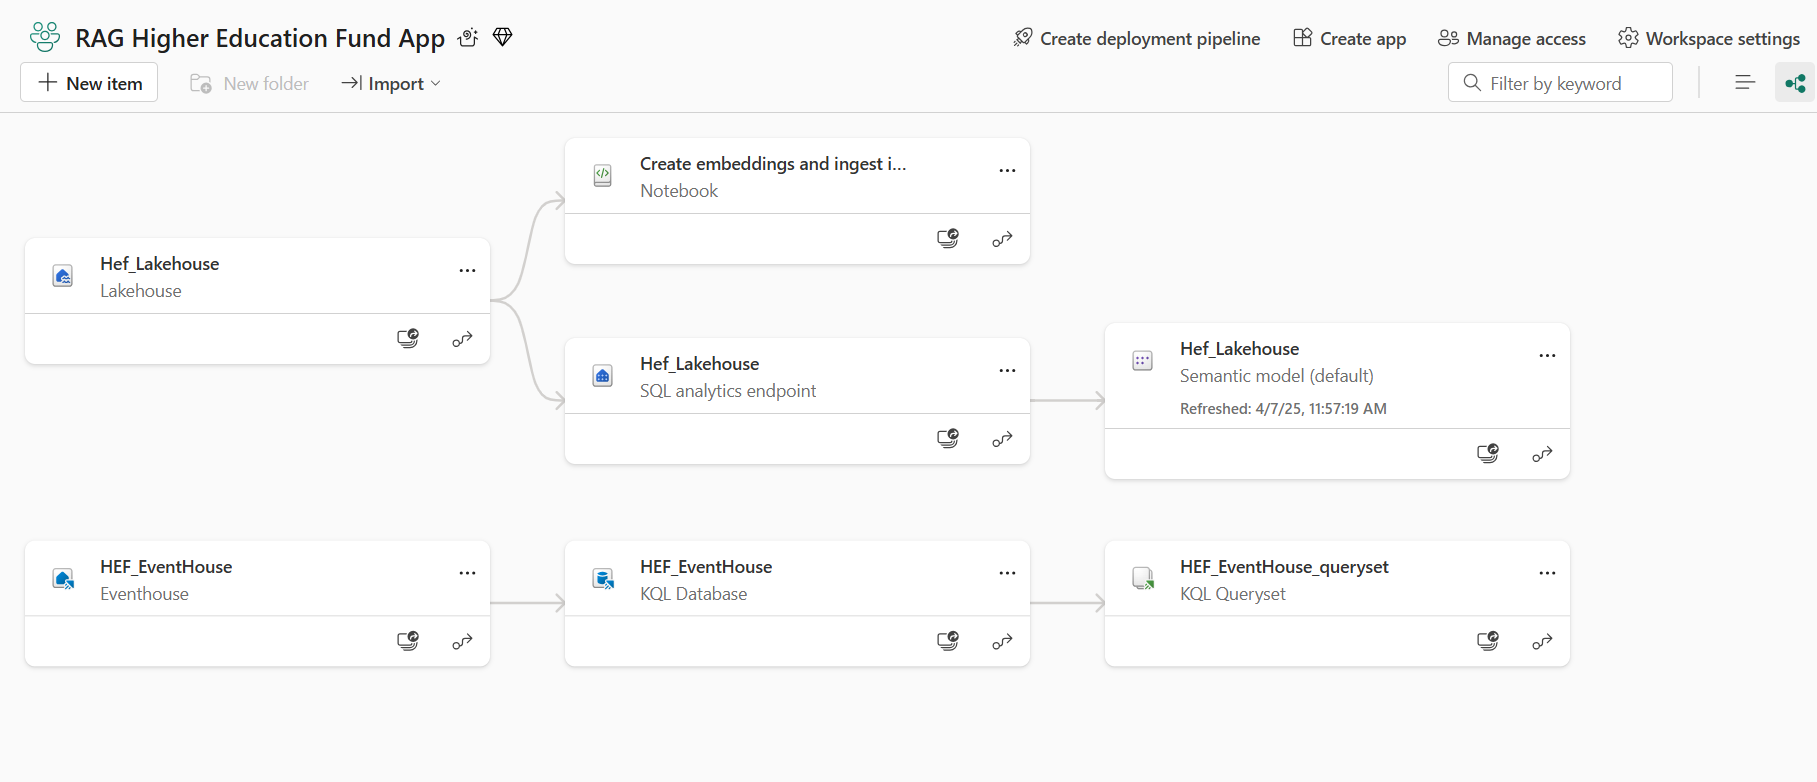 RAG Higher Education Fund App
Create deployment pipeline
Create app
Manage access
Workspace settings
New item
New folder
Import
Filter by keyword
Create embeddings and ingest i...
Notebook
Hef_Lakehouse
Lakehouse
Hef_Lakehouse
SQL analytics endpoint
Hef_Lakehouse
Semantic model (default)
Refreshed: 4/7/25, 11:57:19 AM
HEF_EventHouse
Eventhouse
HEF_EventHouse
KQL Database
HEF_EventHouse_queryset
KQL Queryset